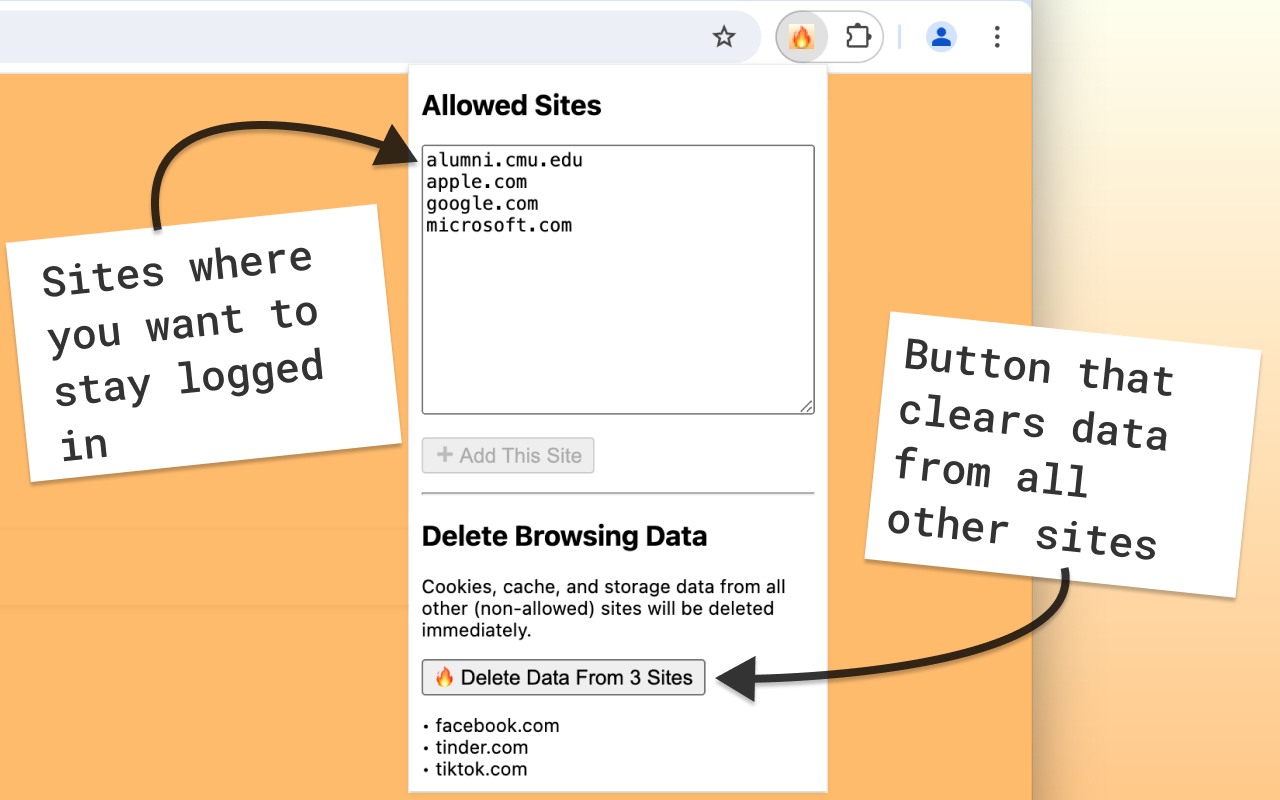 Allowed Sites
alumni.cmu.edu
apple.com
google.com
microsoft.com
Add This Site
Delete Browsing Data
Cookies, cache, and storage data from all
other (non-allowed) sites will be deleted
immediately.
🔥 Delete Data From 3 Sites
• facebook.com
• tinder.com
• tiktok.com
Sites where
you want to
stay logged
in
Button that
clears data
from all
other sites